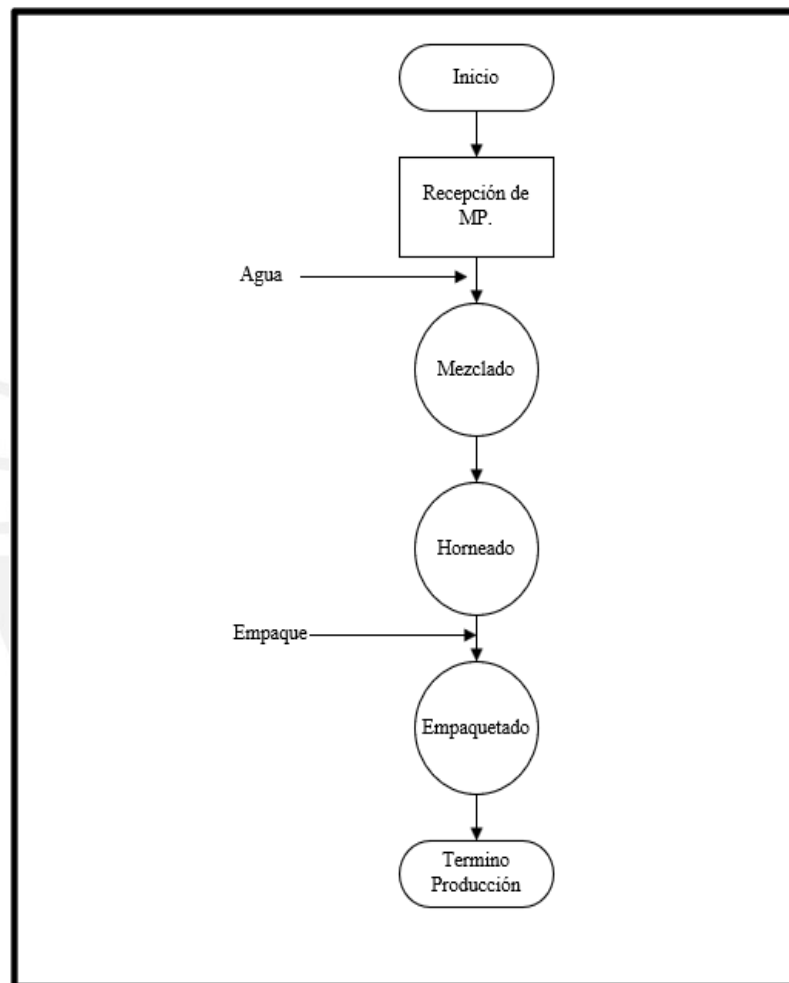 Inicio
Recepción de
MP.
Agua
Mezclado
Horneado
Empaque
Empaquetado
Termino
Producción